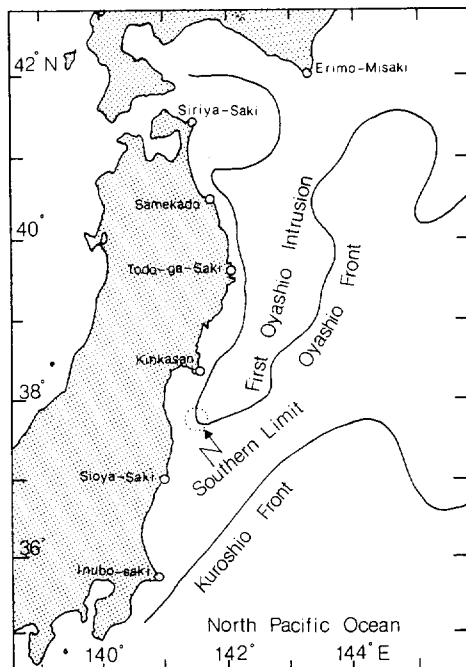 42°N
Erimo-Misaki
Siriya-Saki
Samekado
40°
Todo-ga-Saki
First Oyashio Intrusion
Oyashio Front
Kinkasan
38°
Southern Limit
Sioya-Saki
Kuroshio Front
36°
Inubo-saki
North Pacific Ocean
140°
142°
144°E